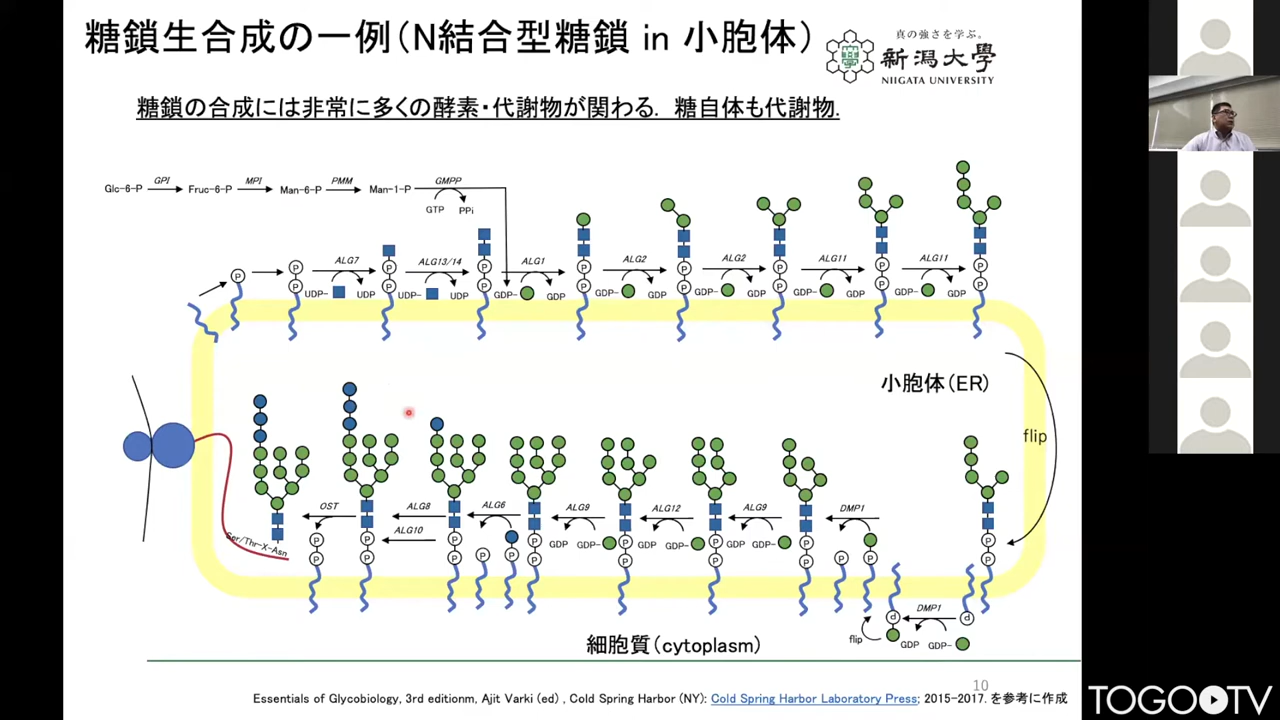 糖鎖生合成の一例（N結合型糖鎖 in 小胞体）
真の強さを学ぶ。
新潟大學
NIIGATA UNIVERSITY
糖鎖の合成には非常に多くの酵素・代謝物が関わる．糖自体も代謝物．
Glc-6-P GPI Fruc-6-P MPI Man-6-P PMM Man-1-P GMPP
GTP PPi
P P P P P P P P P P P P P P P P P
ALG7 ALG13/14 ALG1 ALG2 ALG2 ALG11 ALG11
UDP- UDP UDP- UDP GDP- GDP GDP- GDP GDP- GDP GDP- GDP GDP- GDP
小胞体（ER）
flip
OST ALG8 ALG6 ALG9 ALG12 ALG9 DMP1
ALG10
Ser/Thr-X-Asn
P P P P P P P P P P P P P P P P P P P P
GDP GDP- GDP GDP- GDP GDP-
DMP1
P P
flip GDP GDP-
細胞質（cytoplasm）
10
Essentials of Glycobiology, 3rd editionm, Ajit Varki (ed) , Cold Spring Harbor (NY): Cold Spring Harbor Laboratory Press; 2015-2017. を参考に作成
TOGO TV